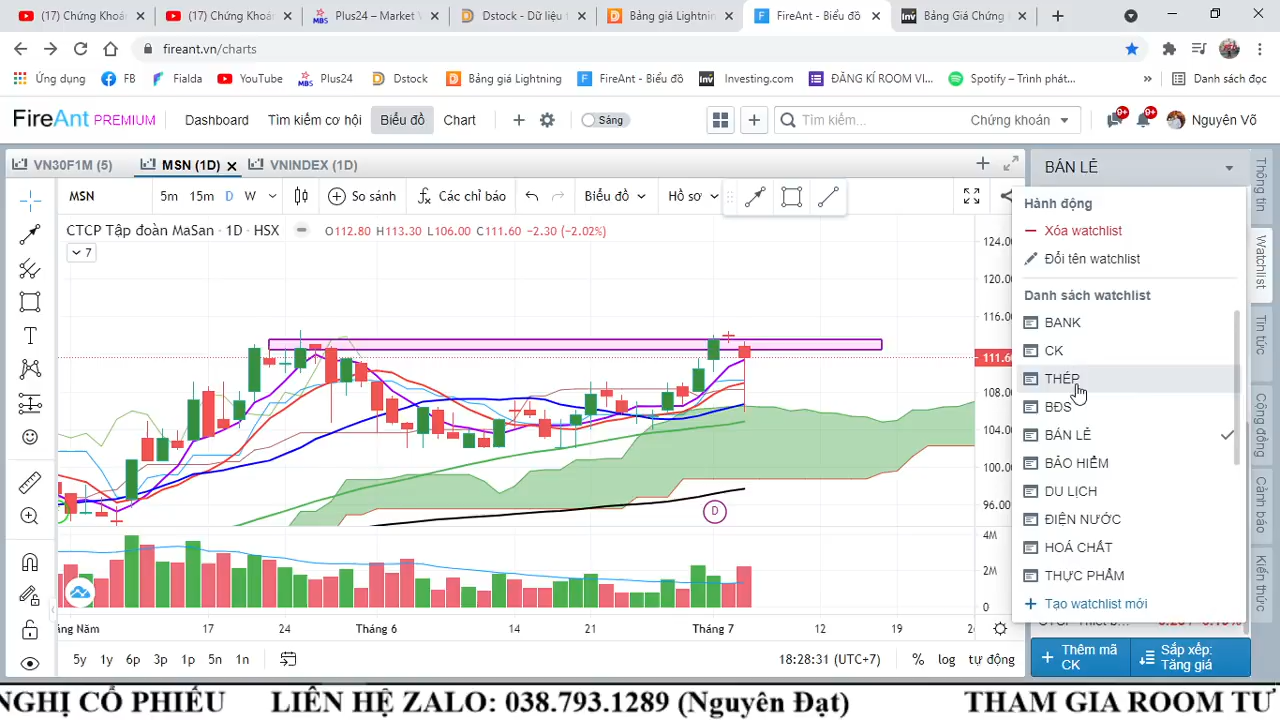 (17) Chứng Khoán
(17) Chứng Khoán
Plus24 – Market V
Dstock - Dữ liệu t
Bảng giá Lightning
FireAnt - Biểu đồ
Bảng Giá Chứng
fireant.vn/charts
Ứng dụng
FB
Fialda
YouTube
Plus24
Dstock
Bảng giá Lightning
FireAnt - Biểu đồ
Investing.com
ĐĂNG KÍ ROOM VI...
Spotify – Trình phát...
»
Danh sách đọc
FireAnt PREMIUM
Dashboard
Tìm kiếm cơ hội
Biểu đồ
Chart
Sáng
Tìm kiếm...
Chứng khoán
9+
9+
Nguyên Võ
VN30F1M (5)
MSN (1D)
VNINDEX (1D)
BÁN LẺ
MSN
5m
15m
D
W
So sánh
Các chỉ báo
Biểu đồ
Hồ sơ
CTCP Tập đoàn MaSan · 1D · HSX
O112.80 H113.30 L106.00 C111.60 −2.30 (−2.02%)
7
124.0
120.00
116.00
111.60
108.00
104.00
100.00
96.00
D
4M
2M
0
17
24
Tháng 6
14
21
Tháng 7
12
19
5y
1y
6p
3p
1p
5n
1n
18:28:31 (UTC+7)
%
log
tự động
Hành động
Xóa watchlist
Đổi tên watchlist
Danh sách watchlist
BANK
CK
THÉP
BĐS
BÁN LẺ
BẢO HIỂM
DU LỊCH
ĐIỆN NƯỚC
HOÁ CHẤT
THỰC PHẨM
Tạo watchlist mới
Thêm mã
CK
Sắp xếp:
Tăng giá
Thông tin
Watchlist
Tin tức
Cộng đồng
Cảnh báo
Kiến thức
NGHỊ CỔ PHIẾU
LIÊN HỆ ZALO: 038.793.1289 (Nguyên Đạt)
THAM GIA ROOM TƯ